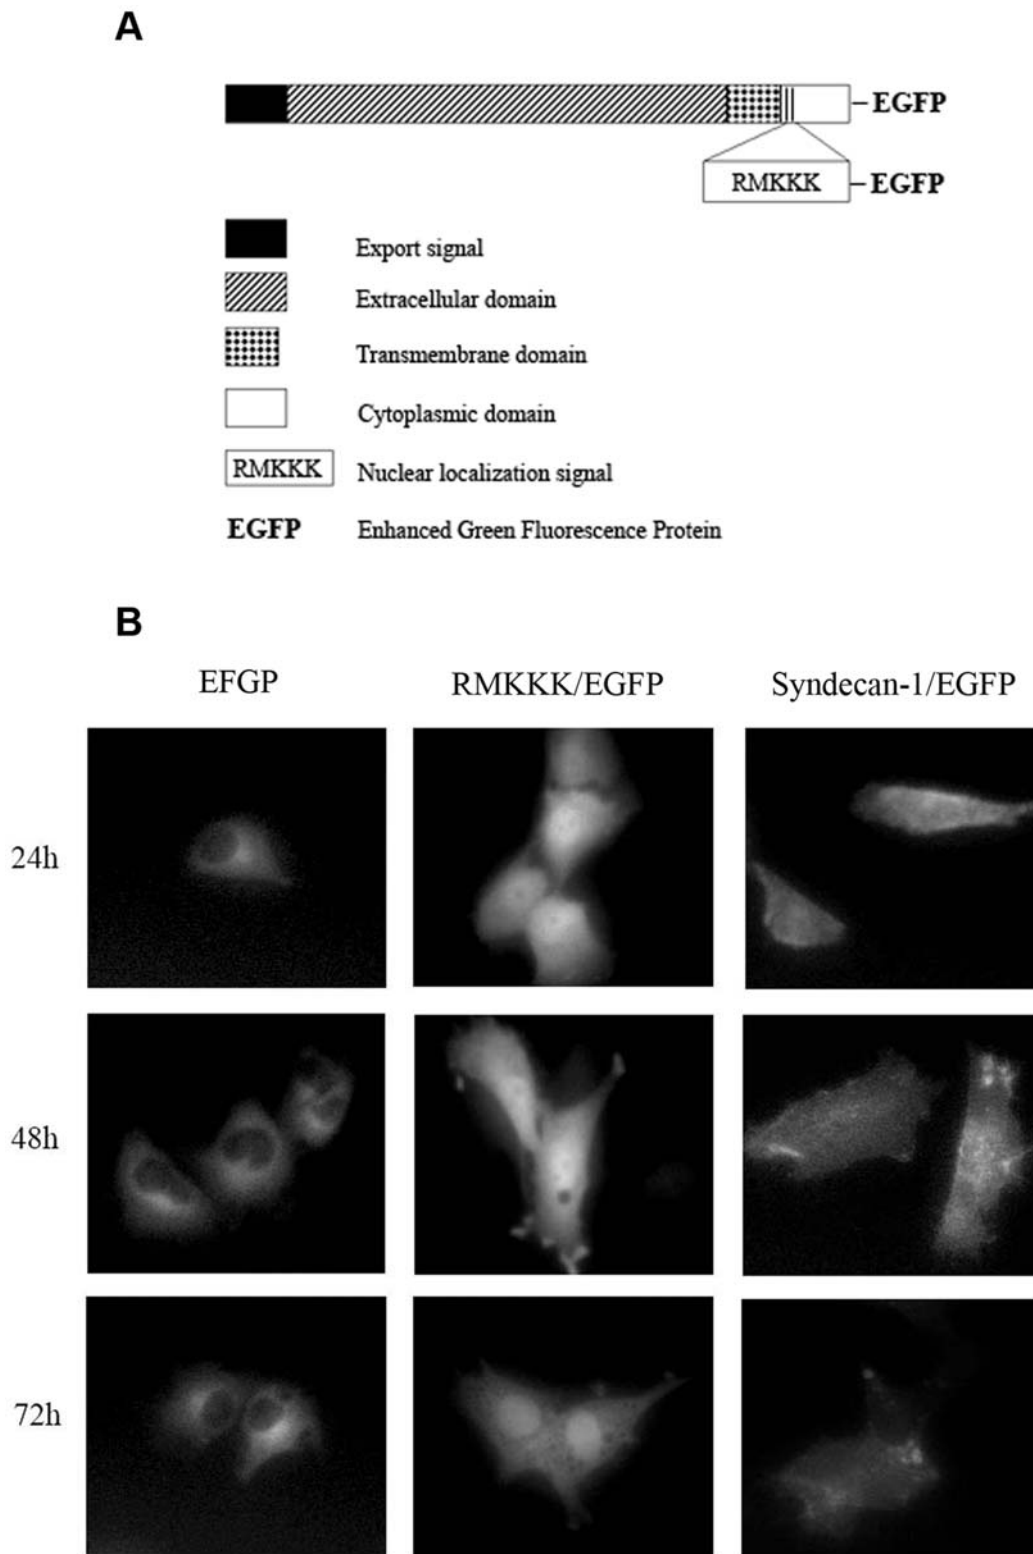 A
EGFP
RMKKK
EGFP
Export signal
Extracellular domain
Transmembrane domain
Cytoplasmic domain
RMKKK Nuclear localization signal
EGFP Enhanced Green Fluorescence Protein
B
EFGP RMKKK/EGFP Syndecan-1/EGFP
24h
48h
72h